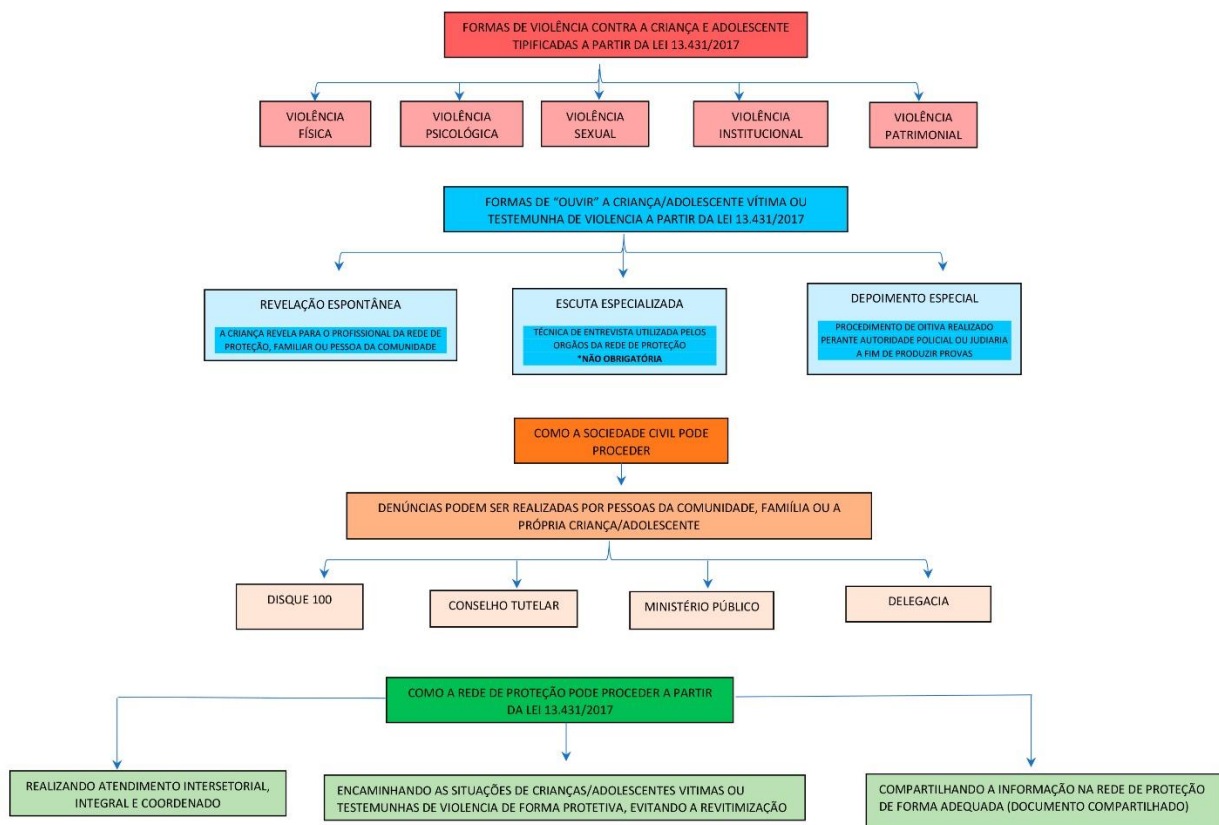 FORMAS DE VIOLÊNCIA CONTRA A CRIANÇA E ADOLESCENTE
TIPIFICADAS A PARTIR DA LEI 13.431/2017
VIOLÊNCIA
FÍSICA
VIOLÊNCIA
PSICOLÓGICA
VIOLÊNCIA
SEXUAL
VIOLÊNCIA
INSTITUCIONAL
VIOLÊNCIA
PATRIMONIAL
FORMAS DE “OUVIR” A CRIANÇA/ADOLESCENTE VÍTIMA OU
TESTEMUNHA DE VIOLENCIA A PARTIR DA LEI 13.431/2017
REVELAÇÃO ESPONTÂNEA
A CRIANÇA REVELA PARA O PROFISSIONAL DA REDE DE
PROTEÇÃO, FAMILIAR OU PESSOA DA COMUNIDADE
ESCUTA ESPECIALIZADA
TÉCNICA DE ENTREVISTA UTILIZADA PELOS
ORGÃOS DA REDE DE PROTEÇÃO
*NÃO OBRIGATÓRIA
DEPOIMENTO ESPECIAL
PROCEDIMENTO DE OITIVA REALIZADO
PERANTE AUTORIDADE POLICIAL OU JUDIARIA
A FIM DE PRODUZIR PROVAS
COMO A SOCIEDADE CIVIL PODE
PROCEDER
DENÚNCIAS PODEM SER REALIZADAS POR PESSOAS DA COMUNIDADE, FAMIÍLIA OU A
PRÓPRIA CRIANÇA/ADOLESCENTE
DISQUE 100
CONSELHO TUTELAR
MINISTÉRIO PÚBLICO
DELEGACIA
COMO A REDE DE PROTEÇÃO PODE PROCEDER A PARTIR
DA LEI 13.431/2017
REALIZANDO ATENDIMENTO INTERSETORIAL,
INTEGRAL E COORDENADO
ENCAMINHANDO AS SITUAÇÕES DE CRIANÇAS/ADOLESCENTES VITIMAS OU
TESTEMUNHAS DE VIOLENCIA DE FORMA PROTETIVA, EVITANDO A REVITIMIZAÇÃO
COMPARTILHANDO A INFORMAÇÃO NA REDE DE PROTEÇÃO
DE FORMA ADEQUADA (DOCUMENTO COMPARTILHADO)